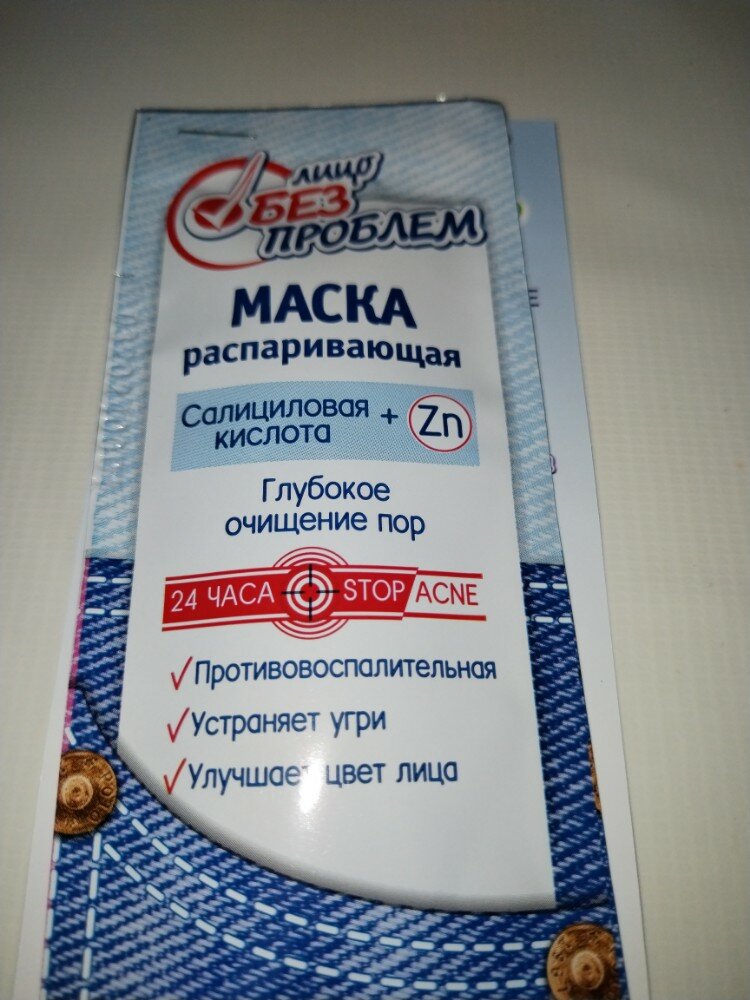 лицо
БЕЗ
ПРОБЛЕМ
МАСКА
распаривающая
Салициловая
кислота
+ Zn
Глубокое
очищение пор
24 ЧАСА STOP ACNE
Противовоспалительная
Устраняет угри
Улучшает цвет лица